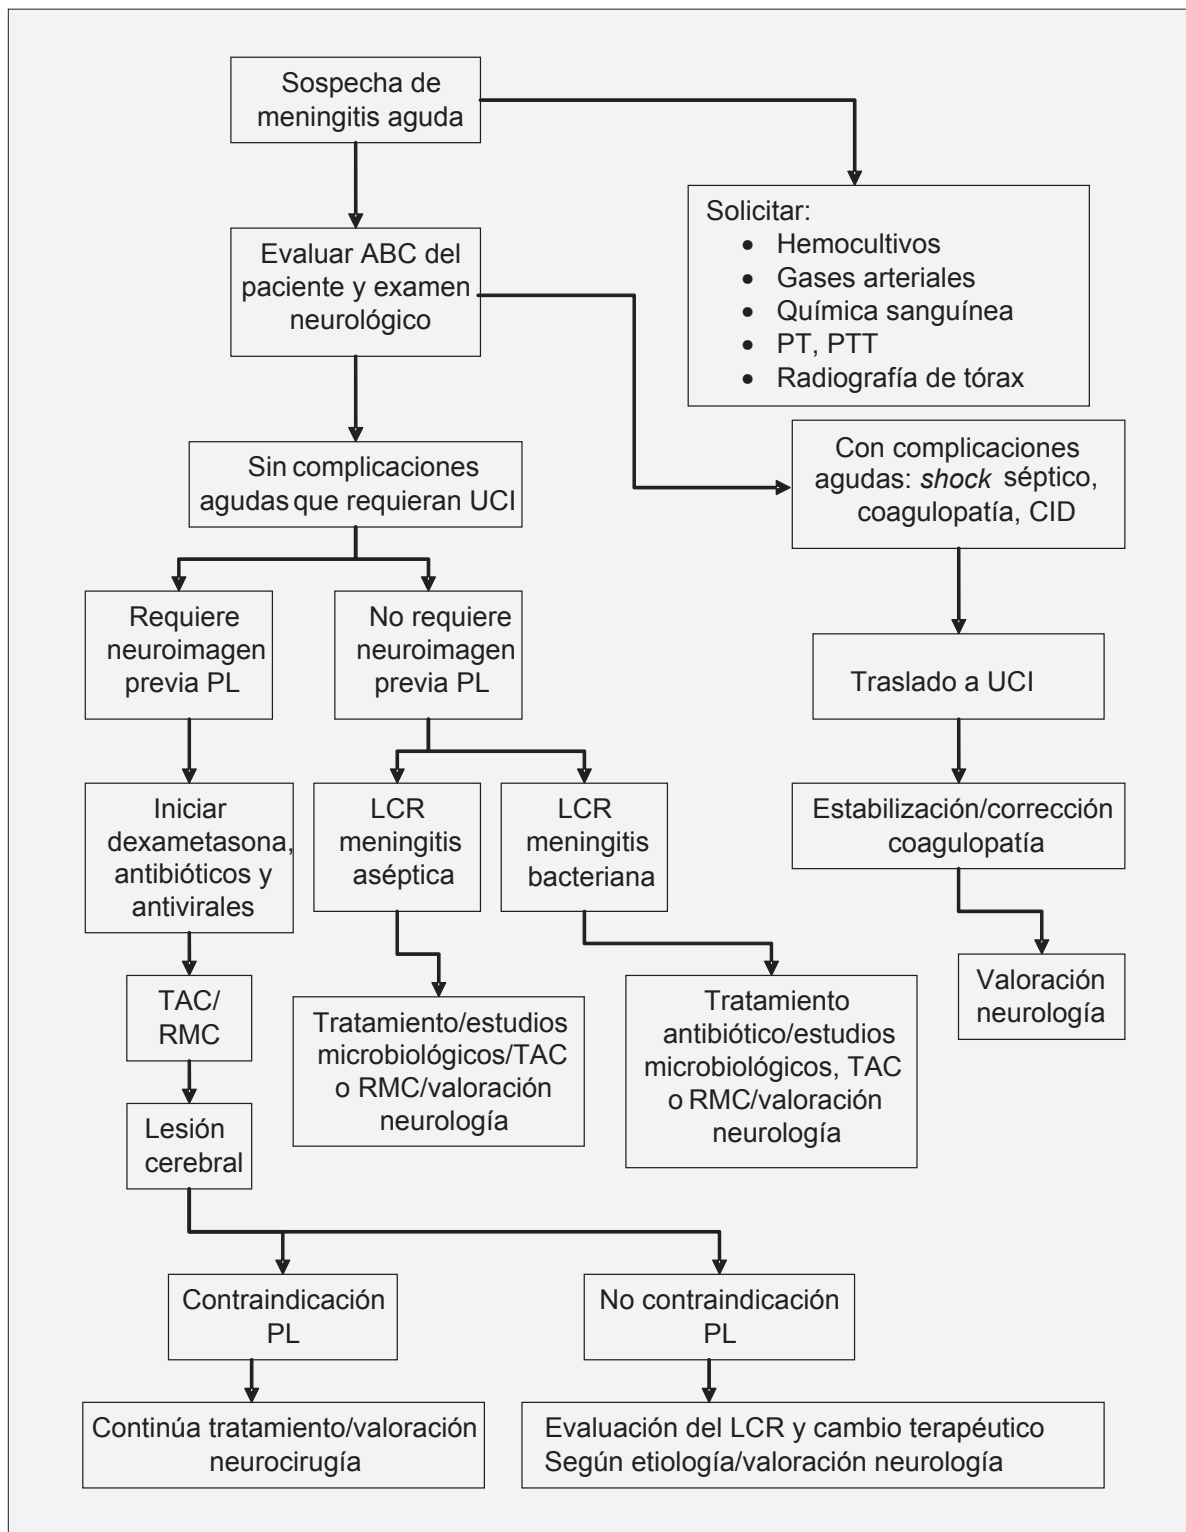 Sospecha de
meningitis aguda
Solicitar:
• Hemocultivos
• Gases arteriales
• Química sanguínea
• PT, PTT
• Radiografía de tórax
Evaluar ABC del
paciente y examen
neurológico
Sin complicaciones
agudas que requieran UCI
Con complicaciones
agudas: shock séptico,
coagulopatía, CID
Requiere
neuroimagen
previa PL
No requiere
neuroimagen
previa PL
Traslado a UCI
Iniciar
dexametasona,
antibióticos y
antivirales
LCR
meningitis
aséptica
LCR
meningitis
bacteriana
Estabilización/corrección
coagulopatía
TAC/
RMC
Tratamiento/estudios
microbiológicos/TAC
o RMC/valoración
neurología
Tratamiento
antibiótico/estudios
microbiológicos, TAC
o RMC/valoración
neurología
Valoración
neurología
Lesión
cerebral
Contraindicación
PL
No contraindicación
PL
Continúa tratamiento/valoración
neurocirugía
Evaluación del LCR y cambio terapéutico
Según etiología/valoración neurología